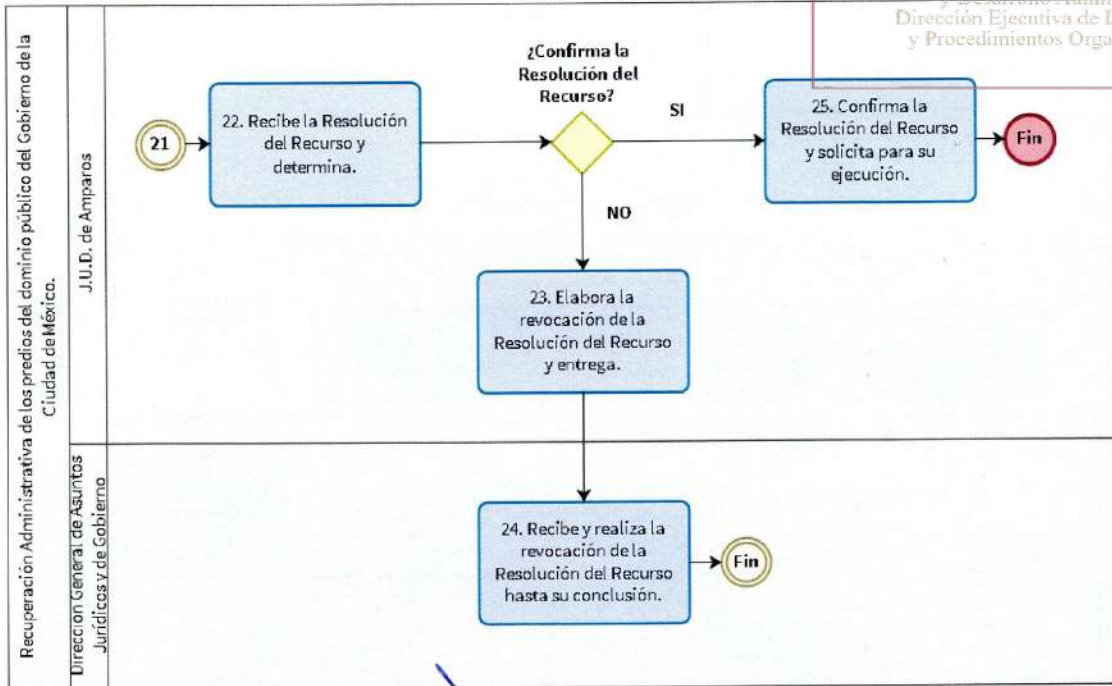 y Desarrollo
Dirección Ejecutiva de
y Procedimientos
Recuperación Administrativa de los predios del dominio público del Gobierno de la
Ciudad de México.
J.U.D. de Amparos
21
22. Recibe la Resolución
del Recurso y
determina.
¿Confirma la
Resolución del
Recurso?
SI
25. Confirma la
Resolución del Recurso
y solicita para su
ejecución.
Fin
NO
23. Elabora la
revocación de la
Resolución del Recurso
y entrega.
Dirección General de Asuntos
Jurídicos y de Gobierno
24. Recibe y realiza la
revocación de la
Resolución del Recurso
hasta su conclusión.
Fin